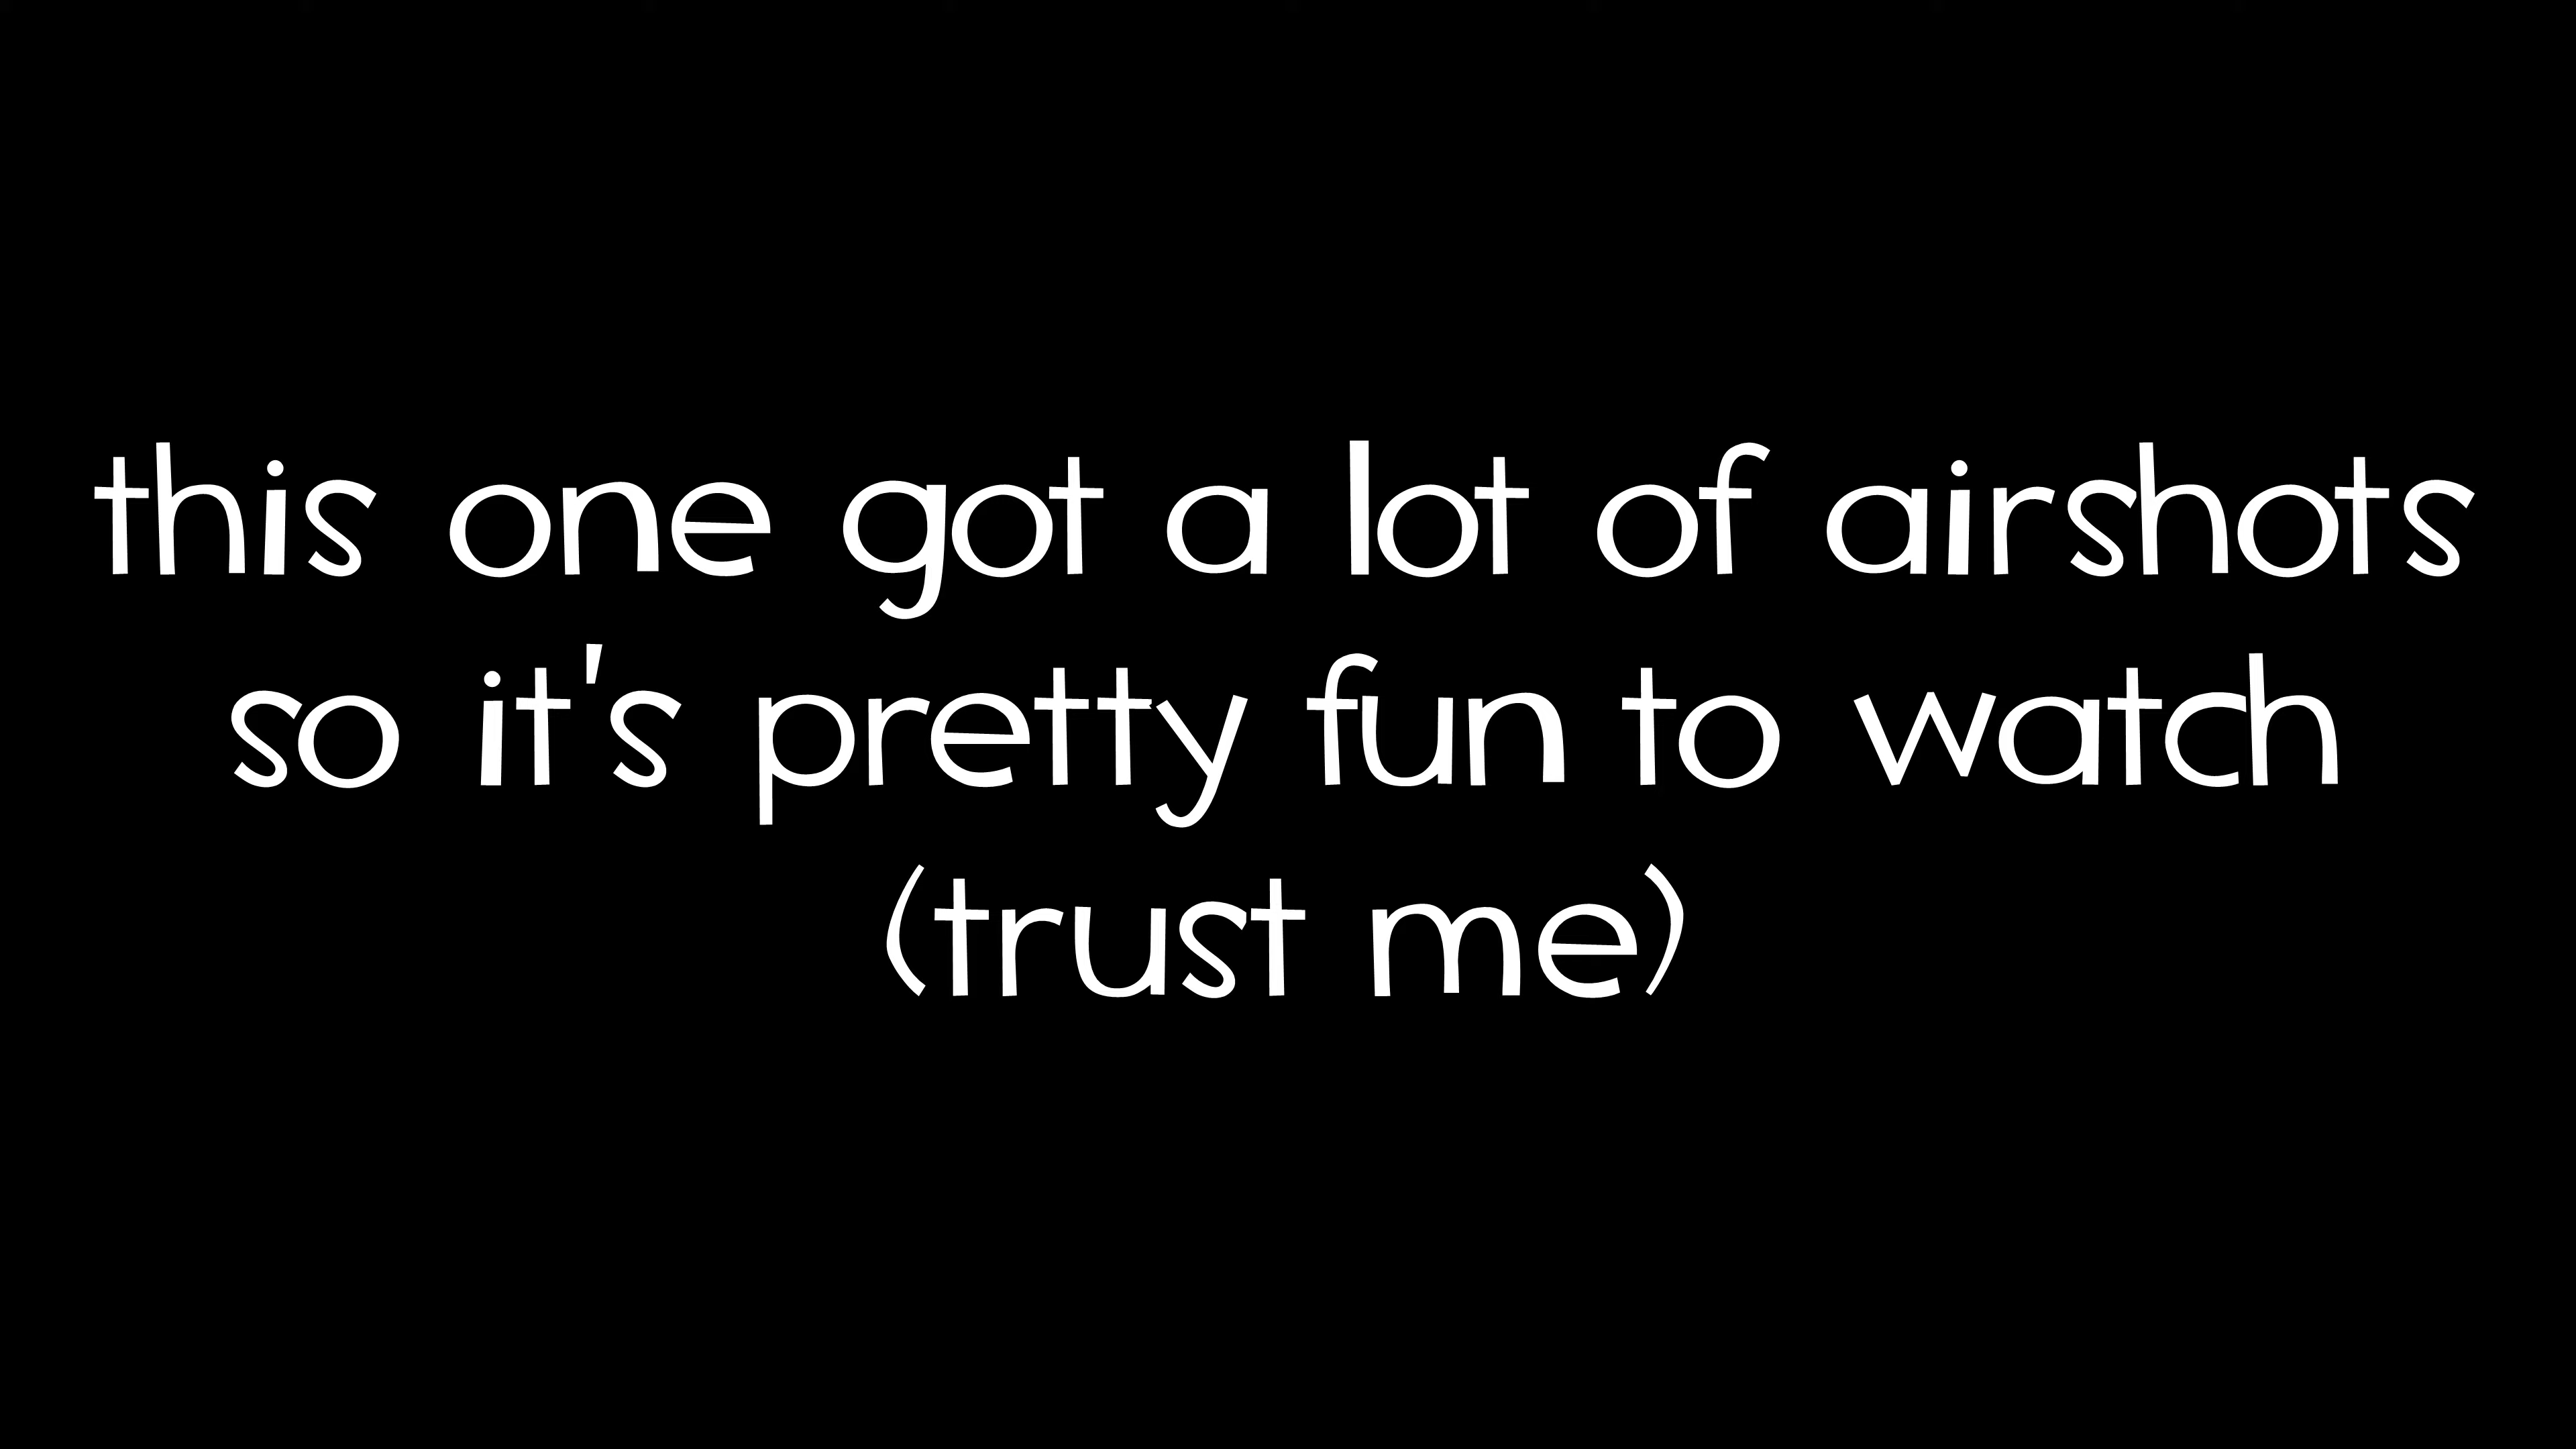 this one got a lot of airshots
so it's pretty fun to watch
(trust me)